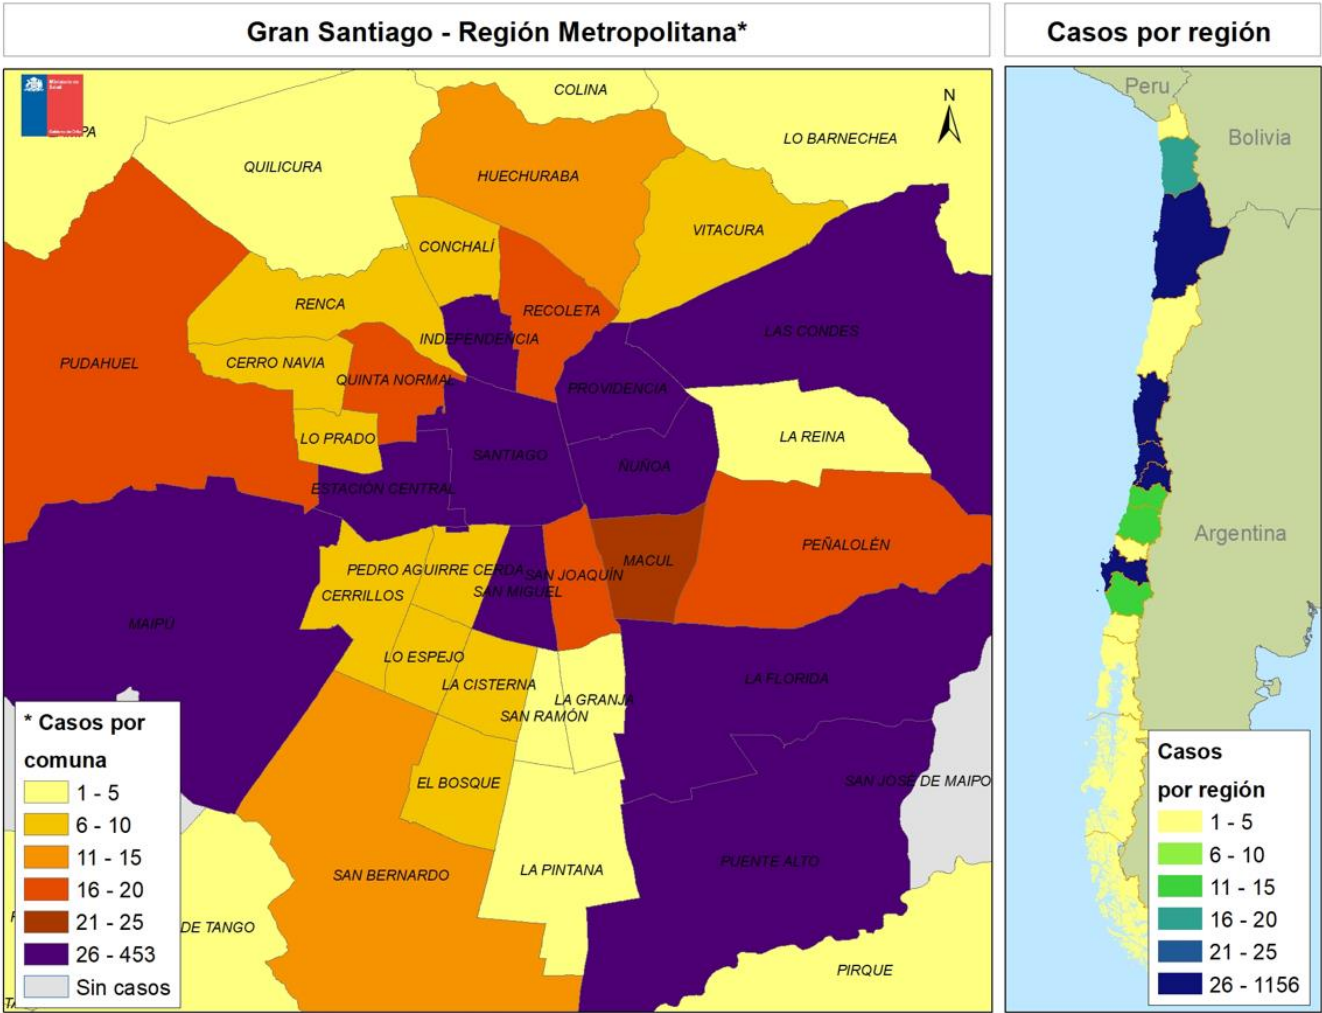 Gran Santiago - Región Metropolitana*
Casos por región
COLINA
LO BARNECHEA
N
PA
QUILICURA
HUECHURABA
VITACURA
CONCHALÍ
RENCA
RECOLETA
INDEPENDENCIA
LAS CONDES
PUDAHUEL
CERRO NAVIA
QUINTA NORMAL
PROVIDENCIA
LO PRADO
LA REINA
SANTIAGO
ÑUÑOA
ESTACION CENTRAL
PEÑALOLÉN
MACUL
PEDRO AGUIRRE CERDA
SAN JOAQUÍN
CERRILLOS
SAN MIGUEL
MAIPÚ
LO ESPEJO
LA CISTERNA
LA FLORIDA
LA GRANJA
SAN RAMÓN
EL BOSQUE
SAN JOSE DE MAIPO
PUENTE ALTO
LA PINTANA
SAN BERNARDO
DE TANGO
PIRQUE
* Casos por
comuna
1 - 5
6 - 10
11 - 15
16 - 20
21 - 25
26 - 453
Sin casos
Peru
Bolivia
Argentina
Casos
por región
1 - 5
6 - 10
11 - 15
16 - 20
21 - 25
26 - 1156